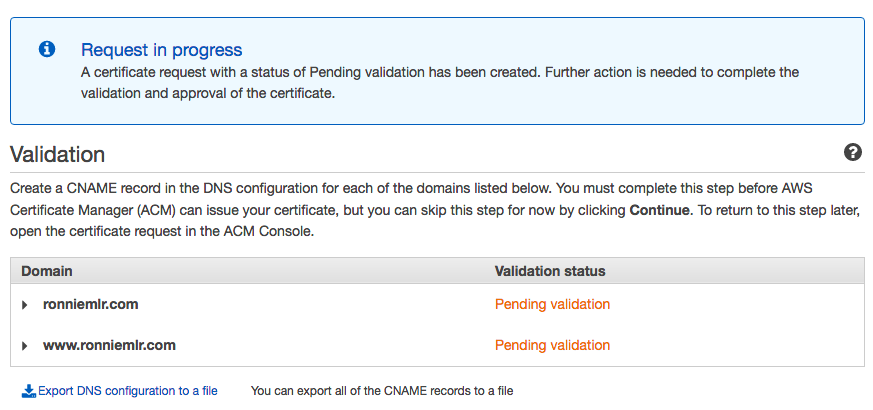 Request in progress
A certificate request with a status of Pending validation has been created. Further action is needed to complete the
validation and approval of the certificate.
Validation
Create a CNAME record in the DNS configuration for each of the domains listed below. You must complete this step before AWS
Certificate Manager (ACM) can issue your certificate, but you can skip this step for now by clicking Continue. To return to this step later,
open the certificate request in the ACM Console.
Domain Validation status
ronniemlr.com Pending validation
www.ronniemlr.com Pending validation
Export DNS configuration to a file You can export all of the CNAME records to a file